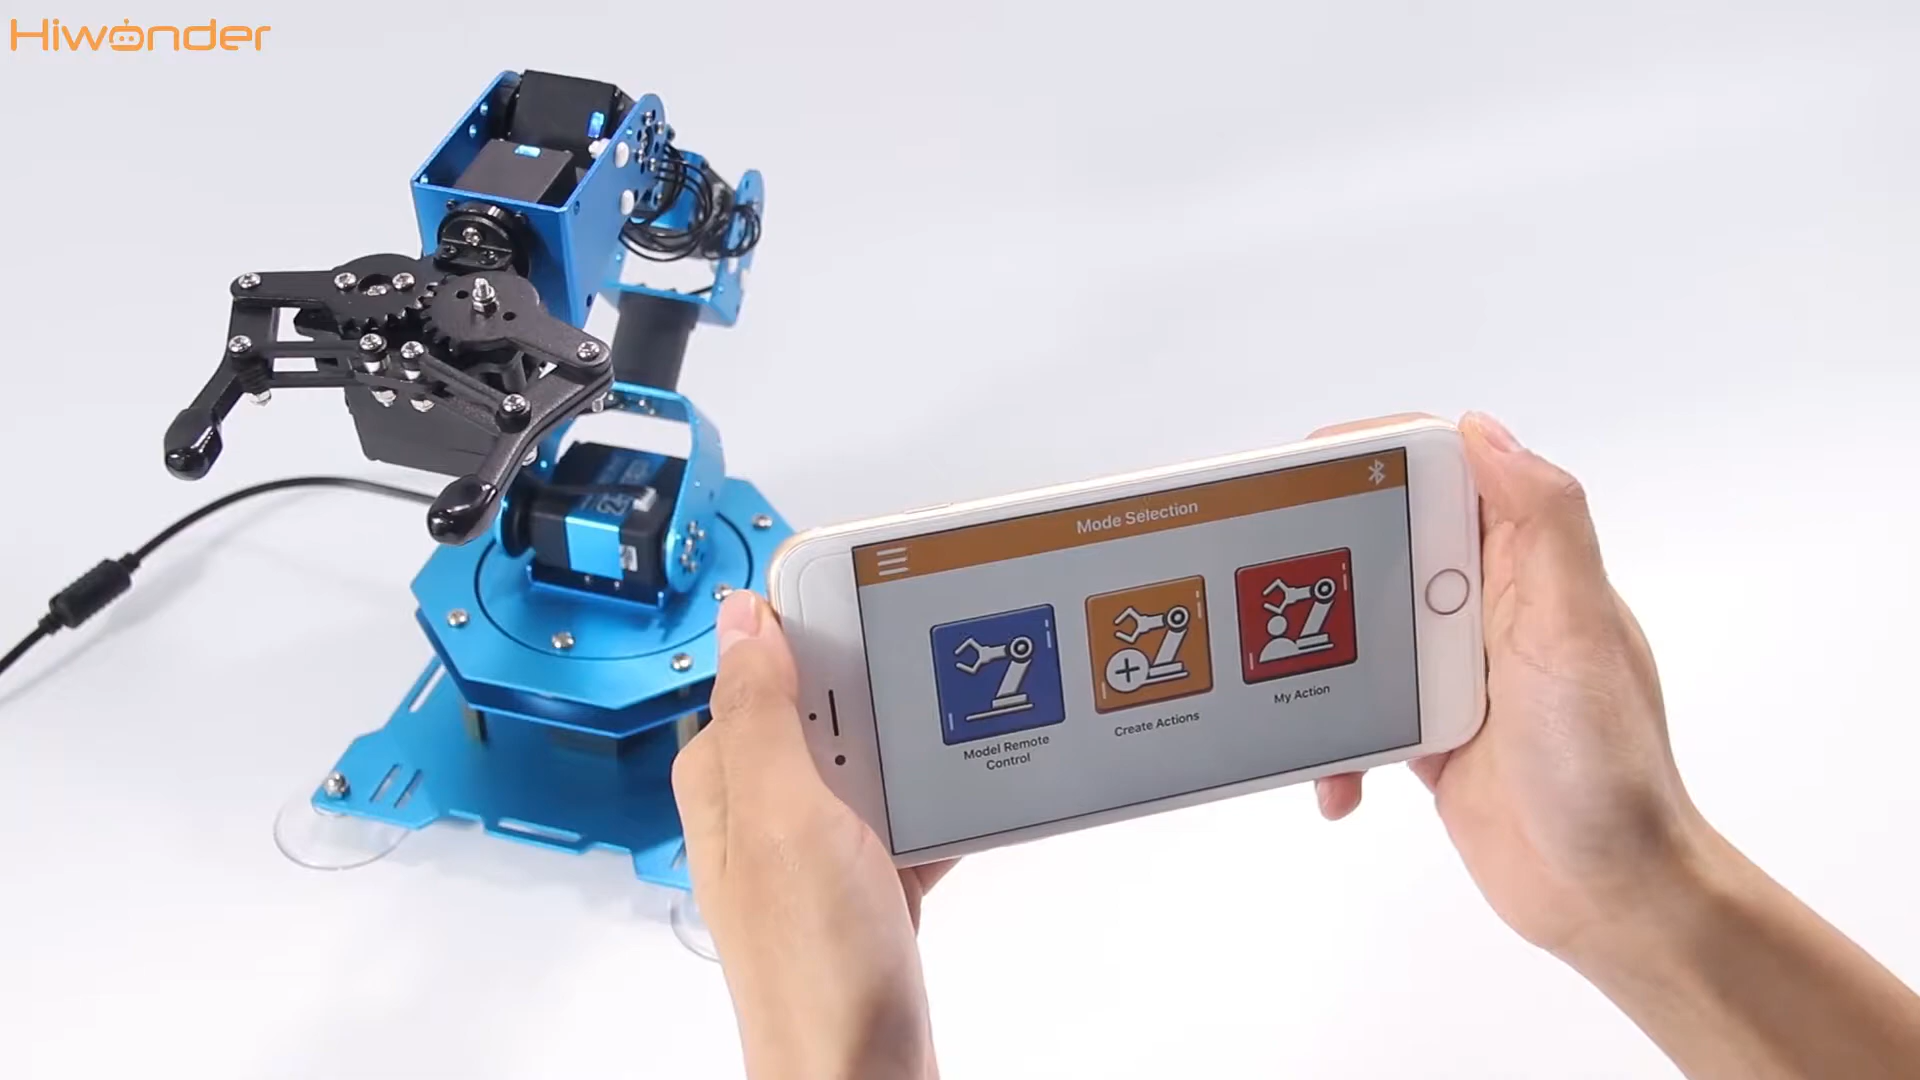 Hiwonder
Mode Selection
Model Remote
Control
Create Actions
My Action